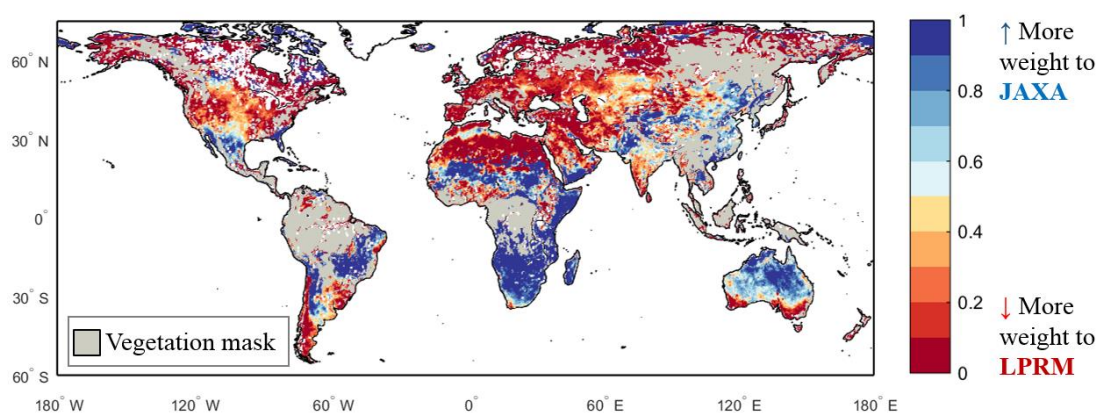 60° N
30° N
0°
30° S
60° S
180° W
120° W
60° W
0°
60° E
120° E
180° E
Vegetation mask
1
0.8
0.6
0.4
0.2
0
↑ More
weight to
JAXA
↓ More
weight to
LPRM